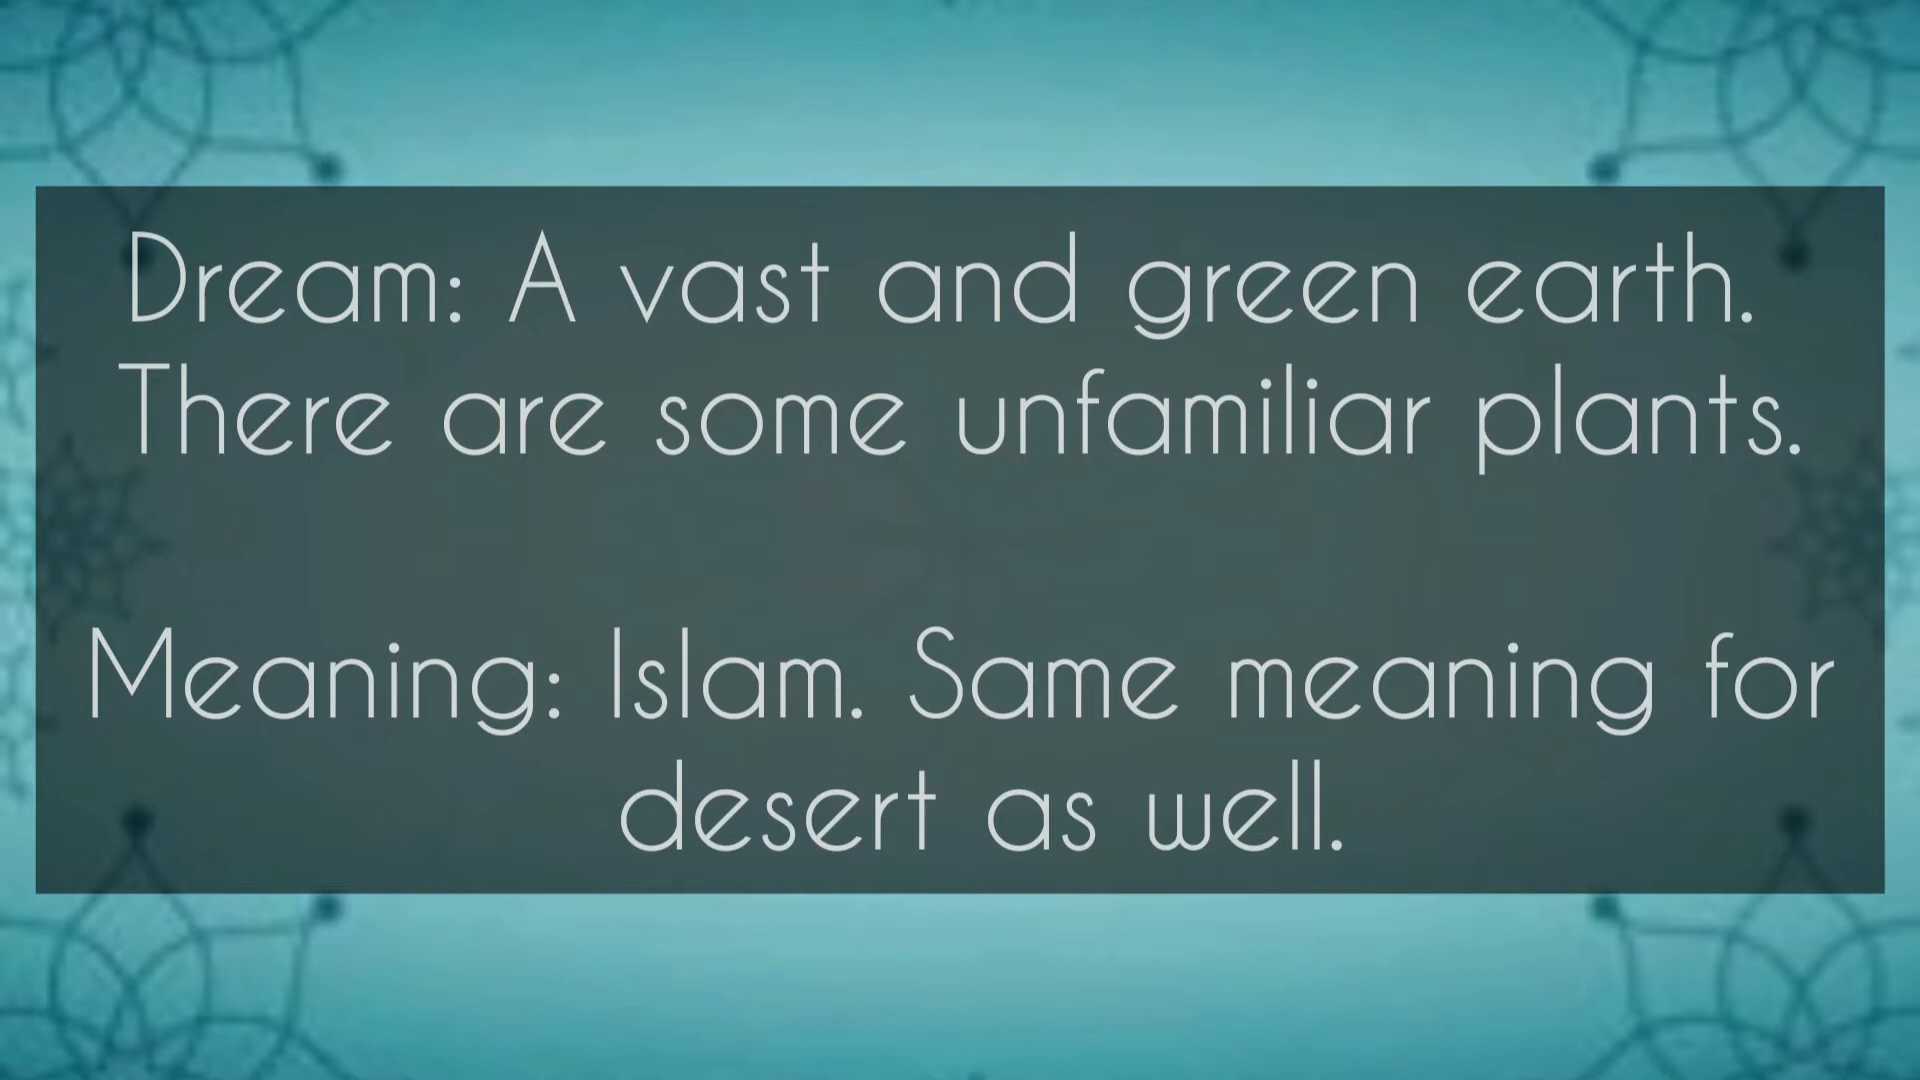 Dream: A vast and green earth.
There are some unfamiliar plants.
Meaning: Islam. Same meaning for
desert as well.